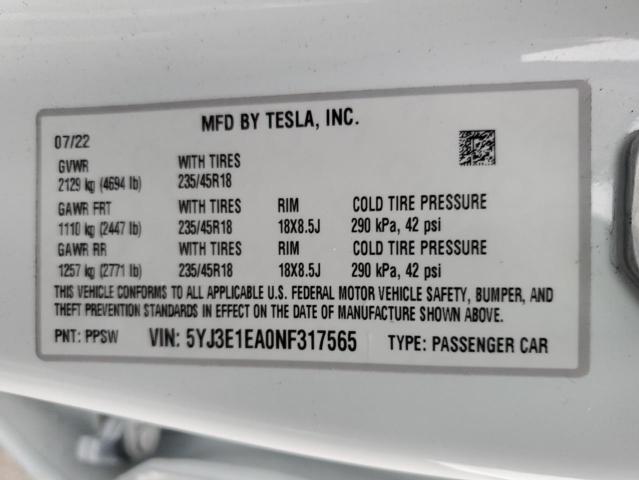 MFD BY TESLA, INC.
07/22
GVWR WITH TIRES
2129 kg (4694 lb) 235/45R18
GAWR FRT WITH TIRES RIM COLD TIRE PRESSURE
1110 kg (2447 lb) 235/45R18 18X8.5J 290 kPa, 42 psi
GAWR RR WITH TIRES RIM COLD TIRE PRESSURE
1257 kg (2771 lb) 235/45R18 18X8.5J 290 kPa, 42 psi
THIS VEHICLE CONFORMS TO ALL APPLICABLE U.S. FEDERAL MOTOR VEHICLE SAFETY, BUMPER, AND
THEFT PREVENTION STANDARDS IN EFFECT ON THE DATE OF MANUFACTURE SHOWN ABOVE.
PNT: PPSW VIN: 5YJ3E1EA0NF317565 TYPE: PASSENGER CAR